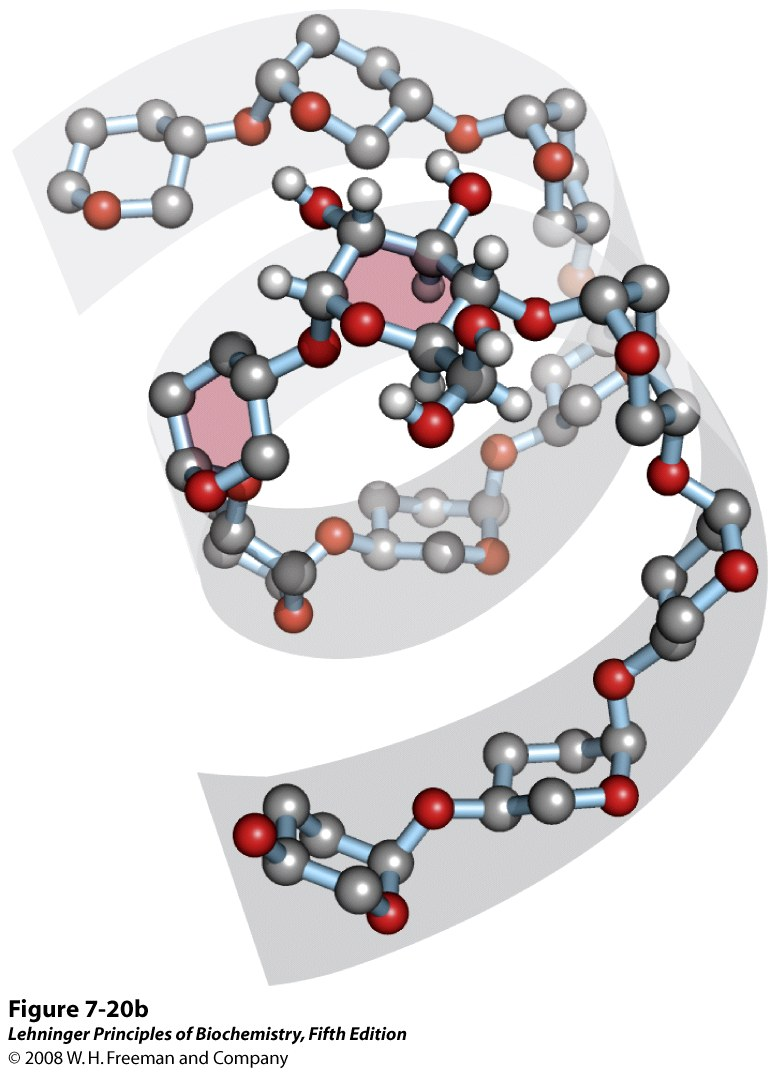 Figure 7-20b
Lehninger Principles of Biochemistry, Fifth Edition
© 2008 W. H. Freeman and Company